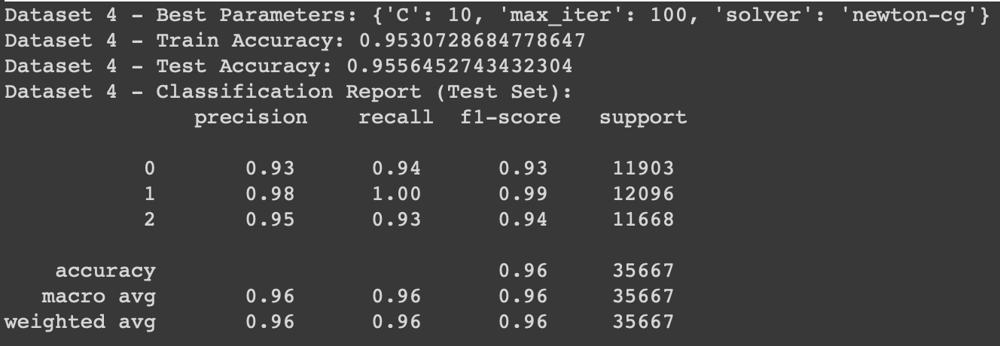 Dataset 4 - Best Parameters: {'C': 10, 'max_iter': 100, 'solver': 'newton-cg'}
Dataset 4 - Train Accuracy: 0.9530728684778647
Dataset 4 - Test Accuracy: 0.9556452743432304
Dataset 4 - Classification Report (Test Set):
precision recall f1-score support
0 0.93 0.94 0.93 11903
1 0.98 1.00 0.99 12096
2 0.95 0.93 0.94 11668
accuracy 0.96 35667
macro avg 0.96 0.96 0.96 35667
weighted avg 0.96 0.96 0.96 35667